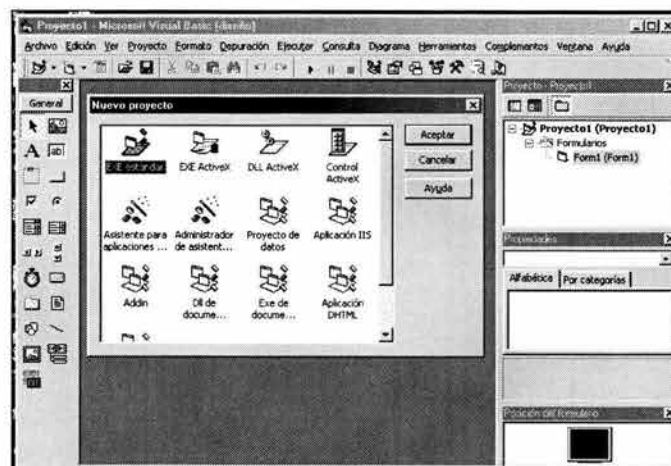 Proyecto1 - Microsoft Visual Basic [diseño]
Archivo Edición Ver Proyecto Formato Depuración Ejecutar Consulta Diagrama Herramientas Complementos Ventana Ayuda
General
Nuevo proyecto
EXE estándar
EXE ActiveX
DLL ActiveX
Control
ActiveX
Asistente para
aplicaciones ...
Administrador
de asistent...
Proyecto de
datos
Aplicación IIS
Addin
Dll de
docume...
Exe de
docume...
Aplicación
DHTML
Aceptar
Cancelar
Ayuda
Proyecto - Proyecto1
Proyecto1 (Proyecto1)
Formularios
Form1 (Form1)
Propiedades
Alfabética Por categorías
Posición del formulario